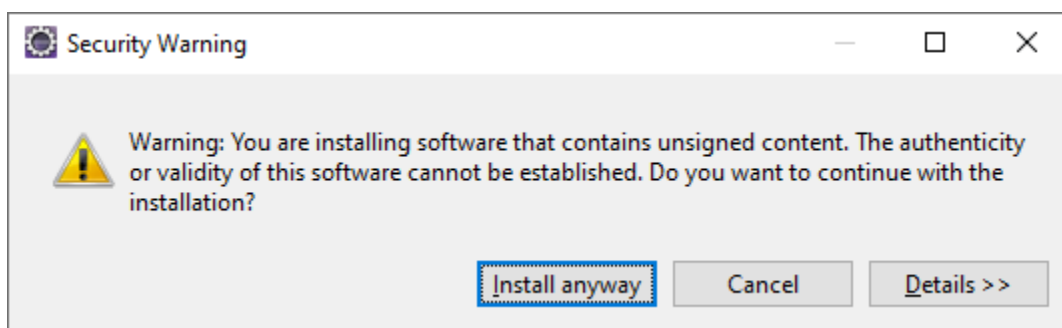 Security Warning
Warning: You are installing software that contains unsigned content. The authenticity
or validity of this software cannot be established. Do you want to continue with the
installation?
Install anyway
Cancel
Details >>